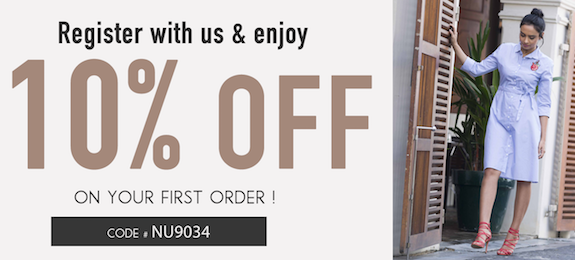 Register with us & enjoy
10% OFF
ON YOUR FIRST ORDER !
CODE # NU9034